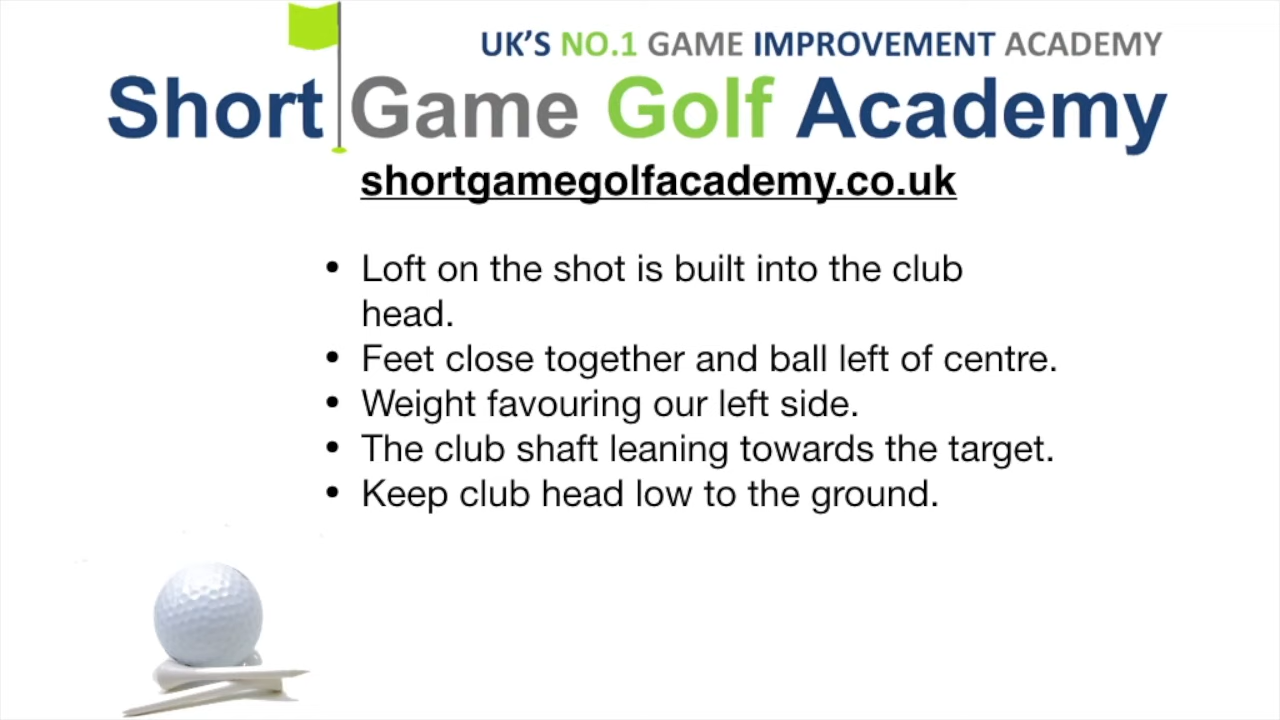 UK'S NO.1 GAME IMPROVEMENT ACADEMY
Short Game Golf Academy
shortgamegolfacademy.co.uk
• Loft on the shot is built into the club
head.
• Feet close together and ball left of centre.
• Weight favouring our left side.
• The club shaft leaning towards the target.
• Keep club head low to the ground.